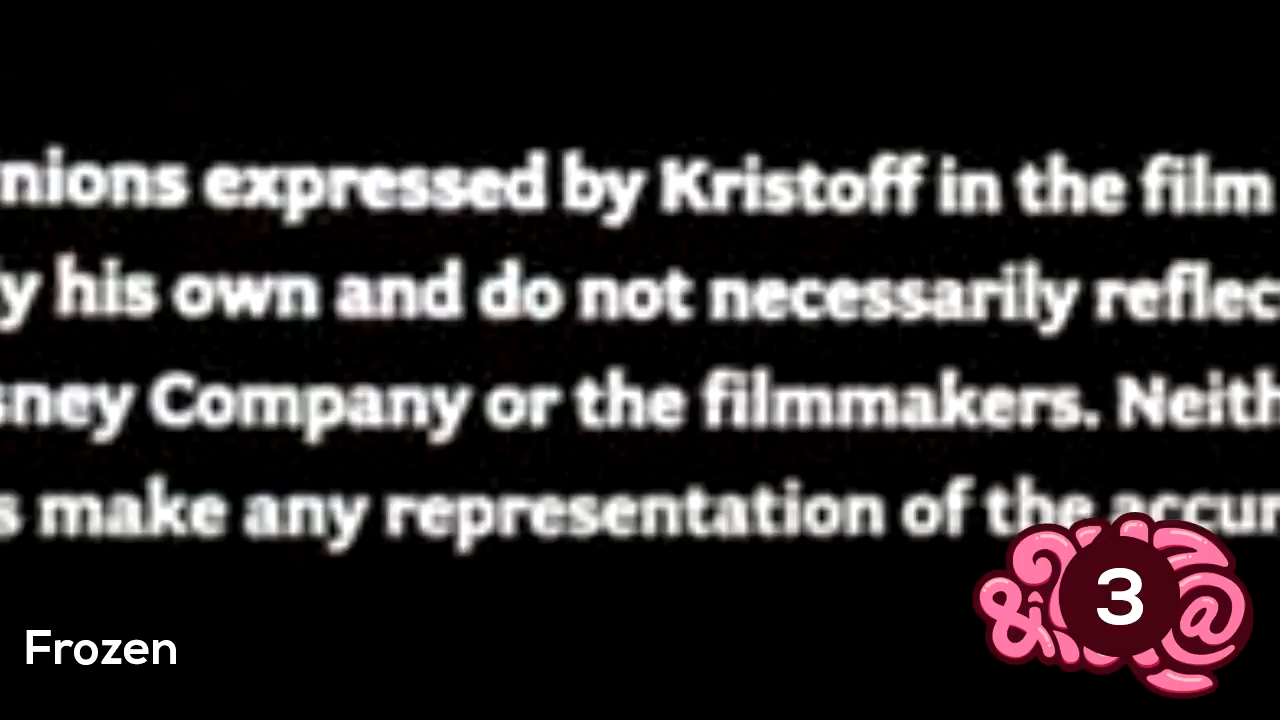 nions expressed by Kristoff in the film
y his own and do not necessarily reflec
sney Company or the filmmakers. Neith
s make any representation of the accur
Frozen
3